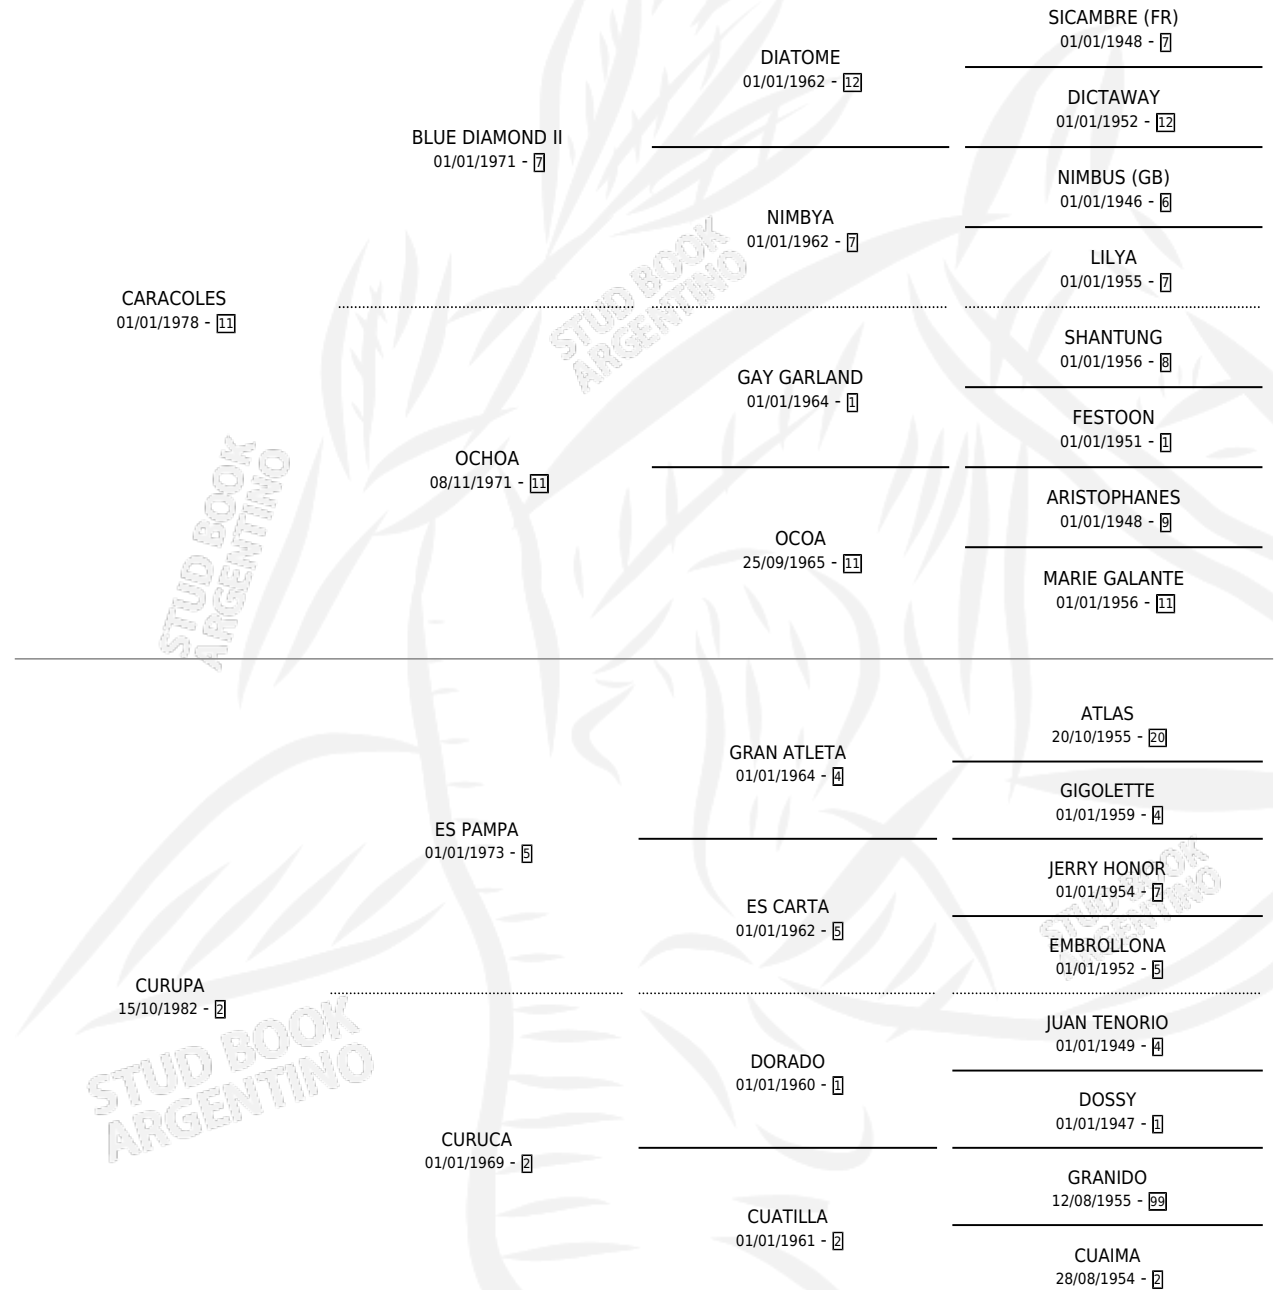 SICAMBRE (FR)
01/01/1948 - 7
DIATOME
01/01/1962 - 12
DICTAWAY
01/01/1952 - 12
BLUE DIAMOND II
01/01/1971 - 7
NIMBUS (GB)
01/01/1946 - 6
NIMBYA
01/01/1962 - 7
LILYA
01/01/1955 - 7
CARACOLES
01/01/1978 - 11
SHANTUNG
01/01/1956 - 8
GAY GARLAND
01/01/1964 - 1
FESTOON
01/01/1951 - 1
OCHOA
08/11/1971 - 11
ARISTOPHANES
01/01/1948 - 9
OCOA
25/09/1965 - 11
MARIE GALANTE
01/01/1956 - 11
ATLAS
20/10/1955 - 20
GRAN ATLETA
01/01/1964 - 4
GIGOLETTE
01/01/1959 - 4
ES PAMPA
01/01/1973 - 5
JERRY HONOR
01/01/1954 - 7
ES CARTA
01/01/1962 - 5
EMBROLLONA
01/01/1952 - 5
CURUPA
15/10/1982 - 2
JUAN TENORIO
01/01/1949 - 4
DORADO
01/01/1960 - 1
DOSSY
01/01/1947 - 1
CURUCA
01/01/1969 - 2
GRANIDO
12/08/1955 - 99
CUATILLA
01/01/1961 - 2
CUAIMA
28/08/1954 - 2
STUD BOOK
ARGENTINO
STUD BOOK
ARGENTINO
STUD BOOK
ARGENTINO
STUD BOOK
ARGENTINO